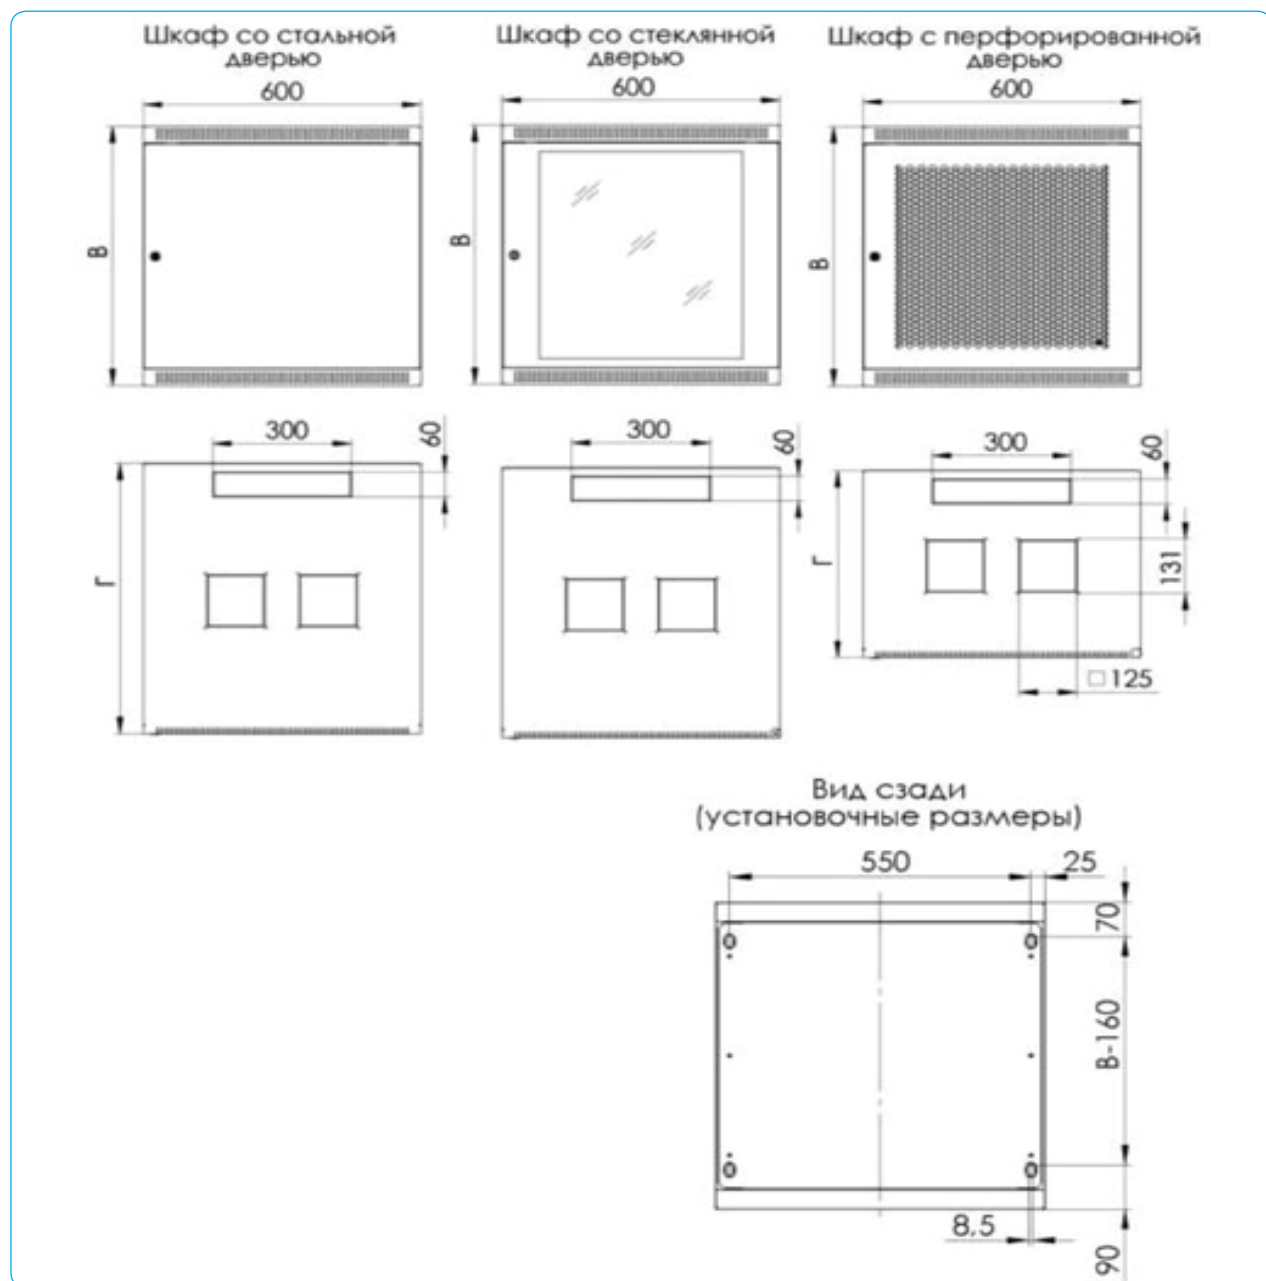 Шкаф со стальной
дверью
Шкаф со стеклянной
дверью
Шкаф с перфорированной
дверью
600
600
600
В
В
В
300
60
300
60
300
60
Г
Г
131
□125
Вид сзади
(установочные размеры)
550
25
70
В-160
8,5
90